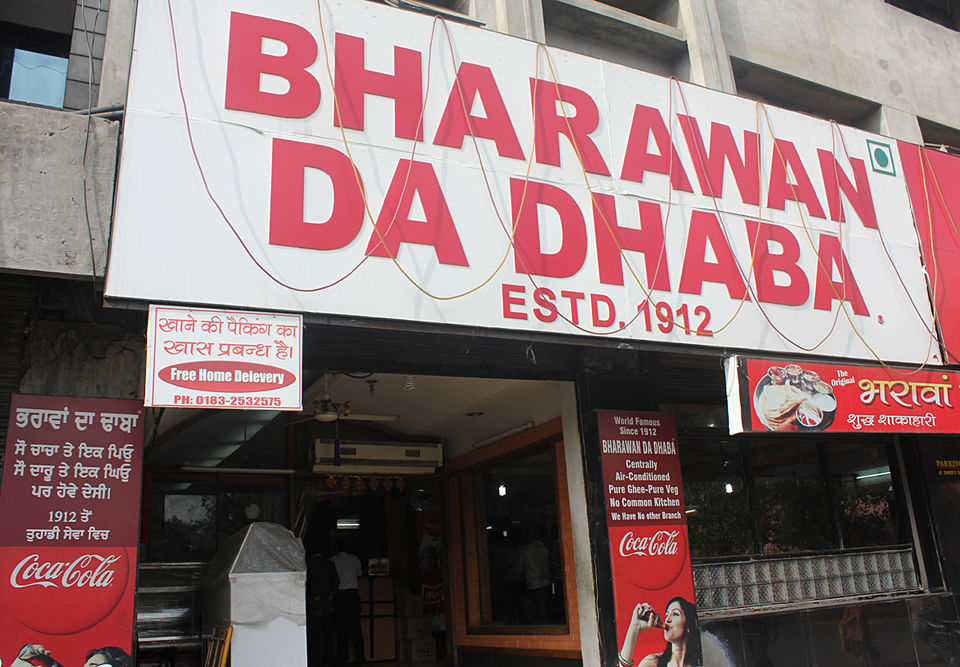 BHARAWAN
DA DHABA
ESTD. 1912
खाने की पैकिंग का
खास प्रबन्ध है।
Free Home Delevery
PH: 0183-2532575
ਭਰਾਵਾਂ ਦਾ ਢਾਬਾ
ਸੌ ਚਾਚਾ ਤੇ ਇਕ ਪਿਓ
ਸੌ ਦਾਰੂ ਤੇ ਇਕ ਘਿਓ
ਪਰ ਹੋਵੇ ਦੇਸੀ।
1912 ਤੋਂ
ਤੁਹਾਡੀ ਸੇਵਾ ਵਿਚ
Coca-Cola
World Famous
Since 1912
BHARAWAN DA DHABA
Centrally
Air-Conditioned
Pure Ghee-Pure Veg
No Common Kitchen
We Have no other Branch
Coca-Cola
The
Original
भरावां
शुद्ध शाकाहारी
PARKING